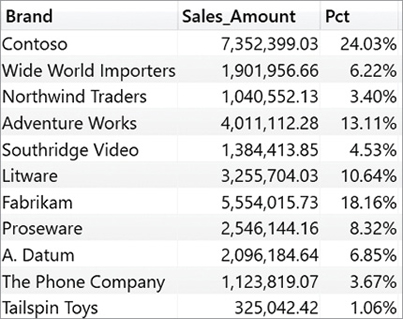 Brand Sales_Amount Pct
Contoso 7,352,399.03 24.03%
Wide World Importers 1,901,956.66 6.22%
Northwind Traders 1,040,552.13 3.40%
Adventure Works 4,011,112.28 13.11%
Southridge Video 1,384,413.85 4.53%
Litware 3,255,704.03 10.64%
Fabrikam 5,554,015.73 18.16%
Proseware 2,546,144.16 8.32%
A. Datum 2,096,184.64 6.85%
The Phone Company 1,123,819.07 3.67%
Tailspin Toys 325,042.42 1.06%